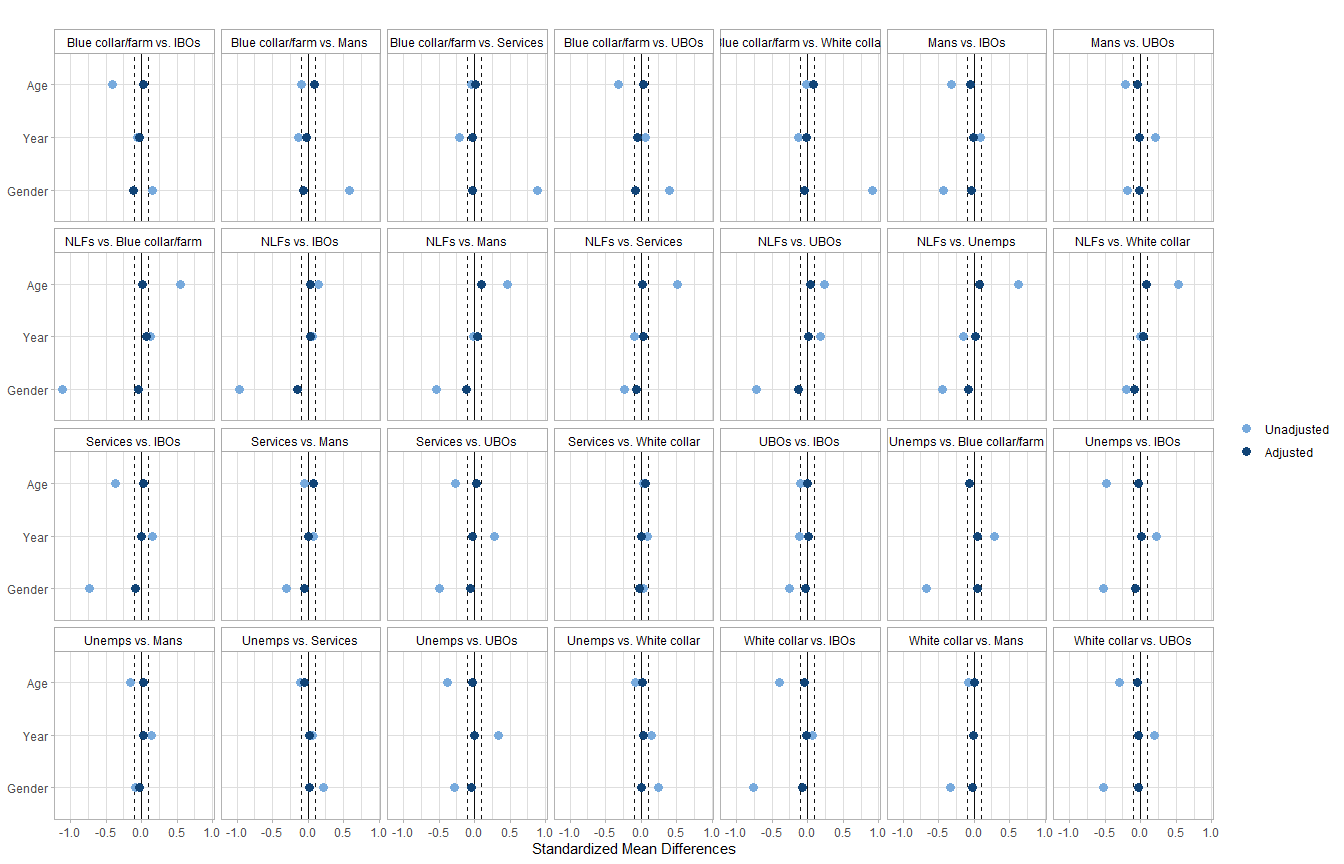 Blue collar/farm vs. IBOs Blue collar/farm vs. Mans Blue collar/farm vs. Services Blue collar/farm vs. UBOs lue collar/farm vs. White colla Mans vs. IBOs Mans vs. UBOs
Age
Year
Gender
NLFs vs. Blue collar/farm NLFs vs. IBOs NLFs vs. Mans NLFs vs. Services NLFs vs. UBOs NLFs vs. Unemps NLFs vs. White collar
Age
Year
Gender
Services vs. IBOs Services vs. Mans Services vs. UBOs Services vs. White collar UBOs vs. IBOs Unemps vs. Blue collar/farm Unemps vs. IBOs
Age
Year
Gender
Unemps vs. Mans Unemps vs. Services Unemps vs. UBOs Unemps vs. White collar White collar vs. IBOs White collar vs. Mans White collar vs. UBOs
Age
Year
Gender
-1.0 -0.5 0.0 0.5 1.0 -1.0 -0.5 0.0 0.5 1.0 -1.0 -0.5 0.0 0.5 1.0 -1.0 -0.5 0.0 0.5 1.0 -1.0 -0.5 0.0 0.5 1.0 -1.0 -0.5 0.0 0.5 1.0 -1.0 -0.5 0.0 0.5 1.0
Standardized Mean Differences
Unadjusted
Adjusted